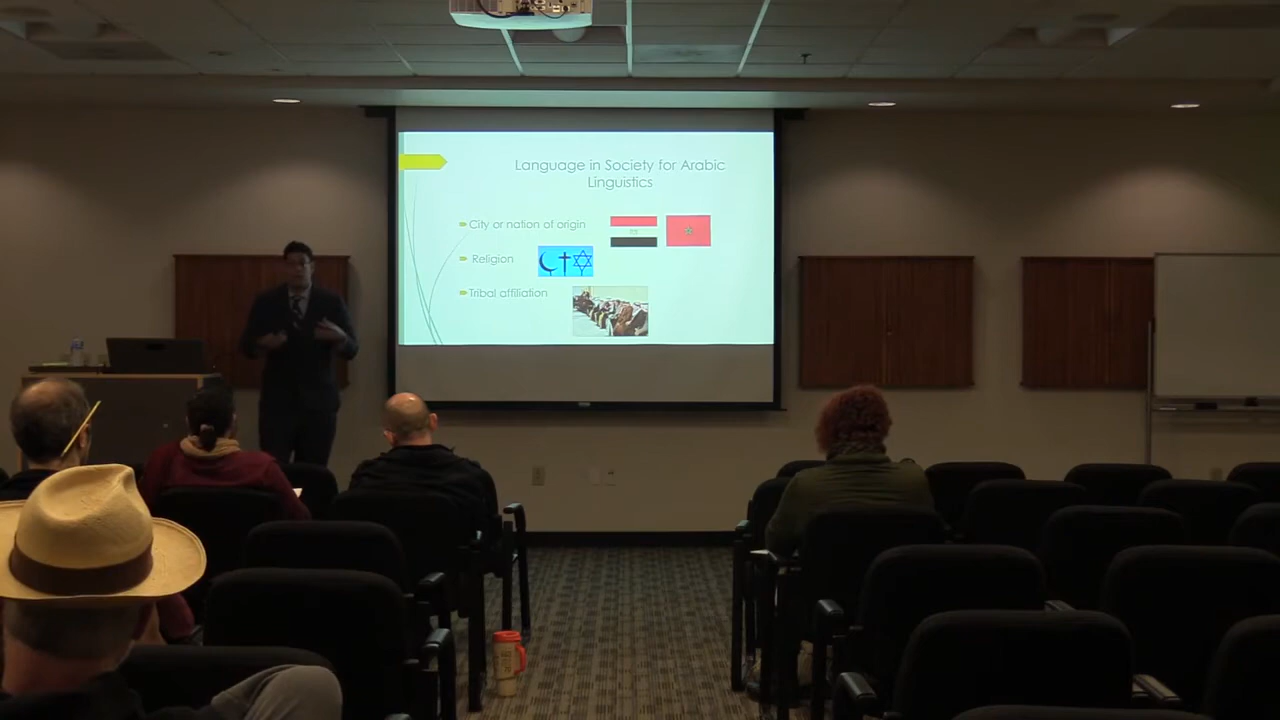 Language in Society for Arabic
Linguistics
City or nation of origin
Religion
Tribal affiliation